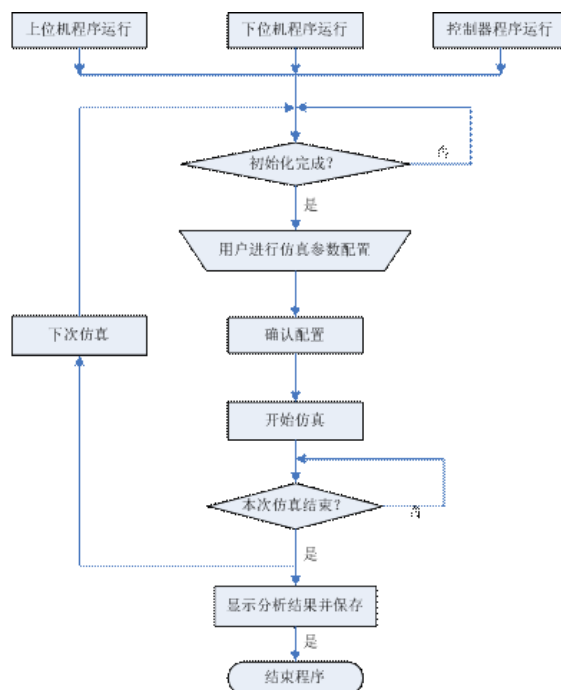 上位机程序运行
下位机程序运行
控制器程序运行
初始化完成？
否
是
用户进行仿真参数配置
下次仿真
确认配置
开始仿真
本次仿真结束？
否
是
显示分析结果并保存
是
结束程序